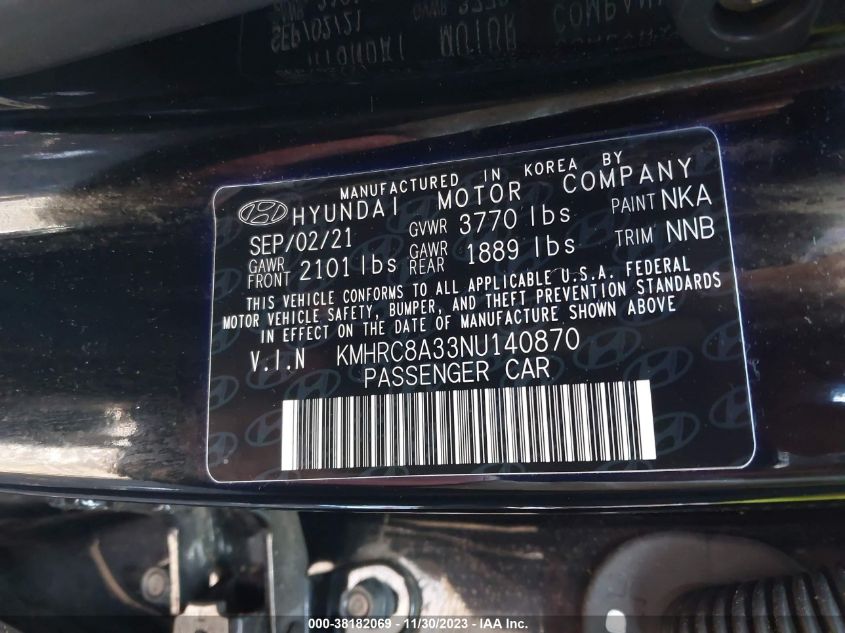 MANUFACTURED IN KOREA BY
HYUNDAI MOTOR COMPANY
SEP/02/21 GVWR 3770 lbs PAINT NKA
GAWR FRONT 2101 lbs GAWR REAR 1889 lbs TRIM NNB
THIS VEHICLE CONFORMS TO ALL APPLICABLE U.S.A. FEDERAL
MOTOR VEHICLE SAFETY, BUMPER, AND THEFT PREVENTION STANDARDS
IN EFFECT ON THE DATE OF MANUFACTURE SHOWN ABOVE
V.I.N KMHRC8A33NU140870
PASSENGER CAR
000-38182069 - 11/30/2023 - IAA Inc.